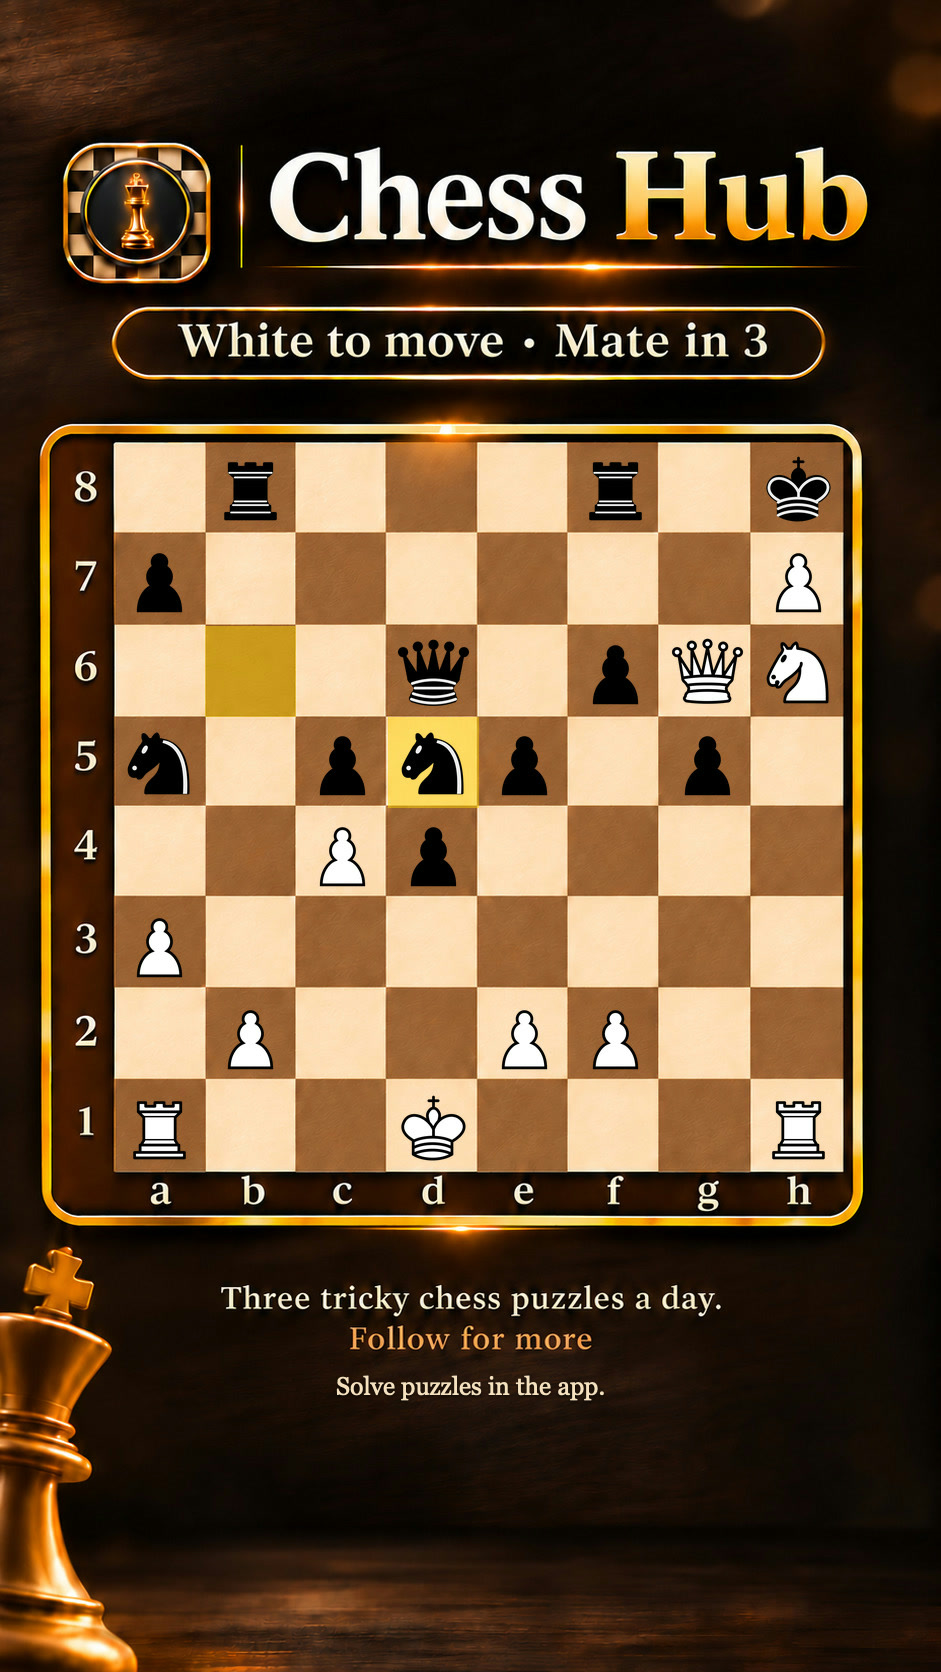 Chess Hub
White to move • Mate in 3
8
7
6
5
4
3
2
1
a b c d e f g h
Three tricky chess puzzles a day.
Follow for more
Solve puzzles in the app.